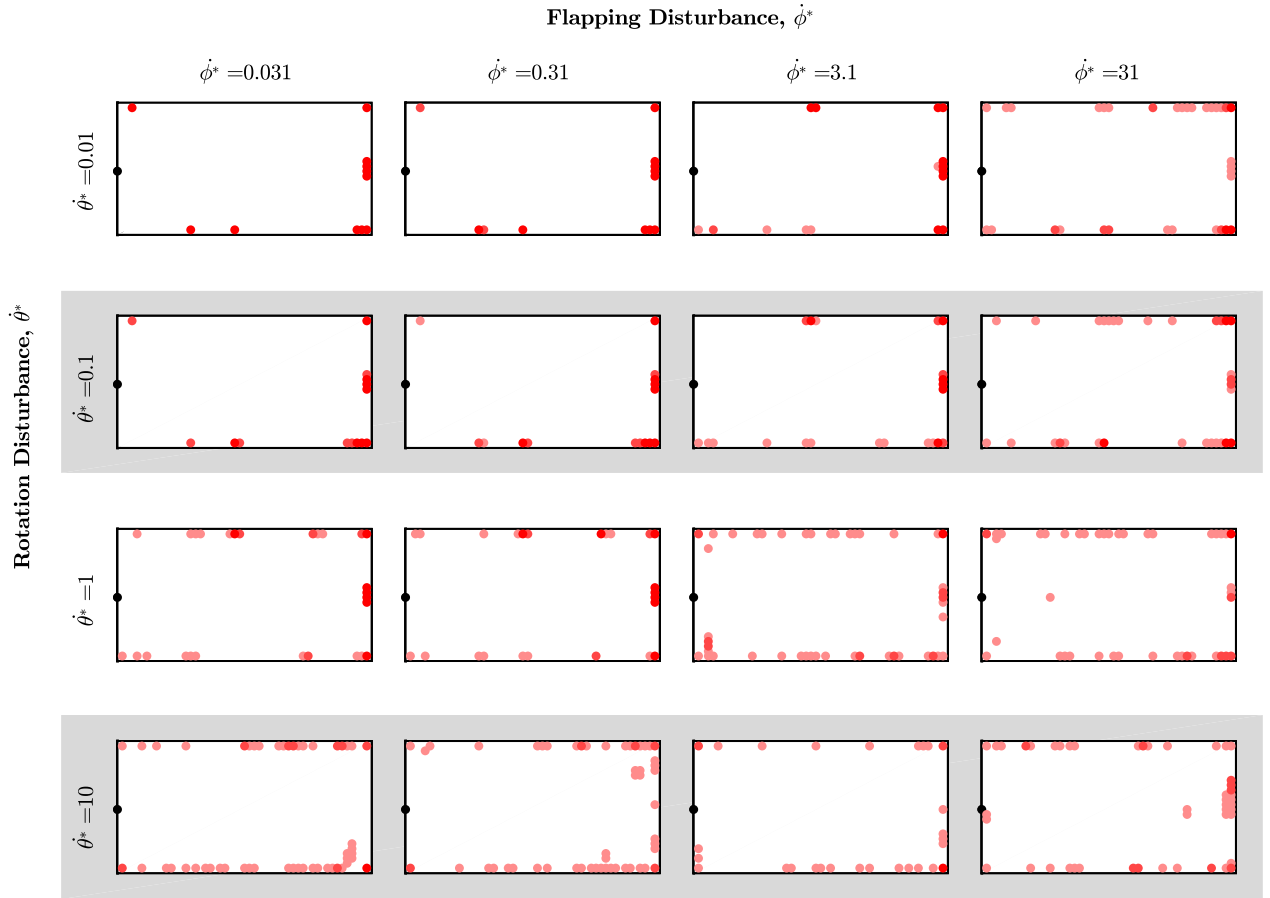 Flapping Disturbance, φ̇*
φ̇* =0.031
φ̇* =0.31
φ̇* =3.1
φ̇* =31
Rotation Disturbance, θ̇*
θ̇* =0.01
θ̇* =0.1
θ̇* =1
θ̇* =10